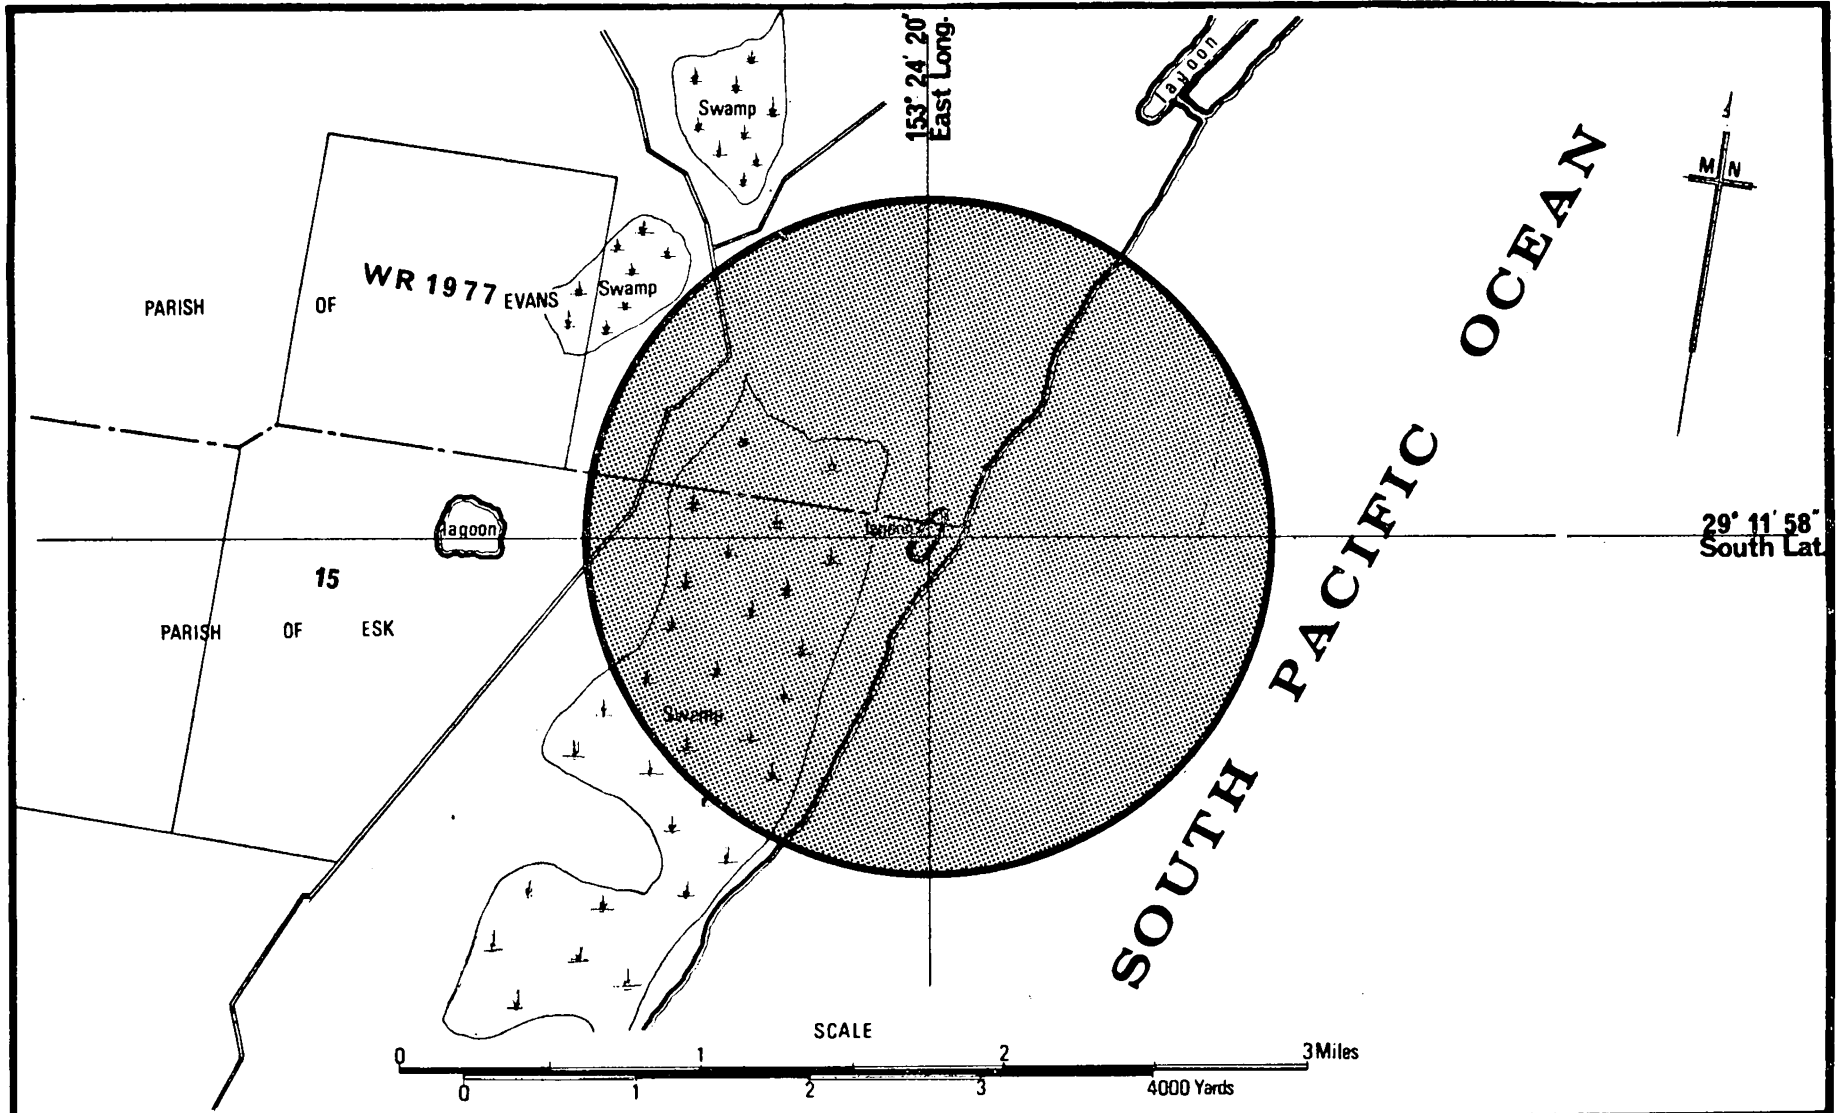 153° 24' 20"
East Long.
lagoon
Swamp
M N
WR 1977
Swamp
PARISH OF EVANS
SOUTH PACIFIC OCEAN
lagoon
lagoon
29° 11' 58"
South Lat.
15
PARISH OF ESK
Swamp
SCALE
0 1 2 3 Miles
0 1 2 3 4000 Yards